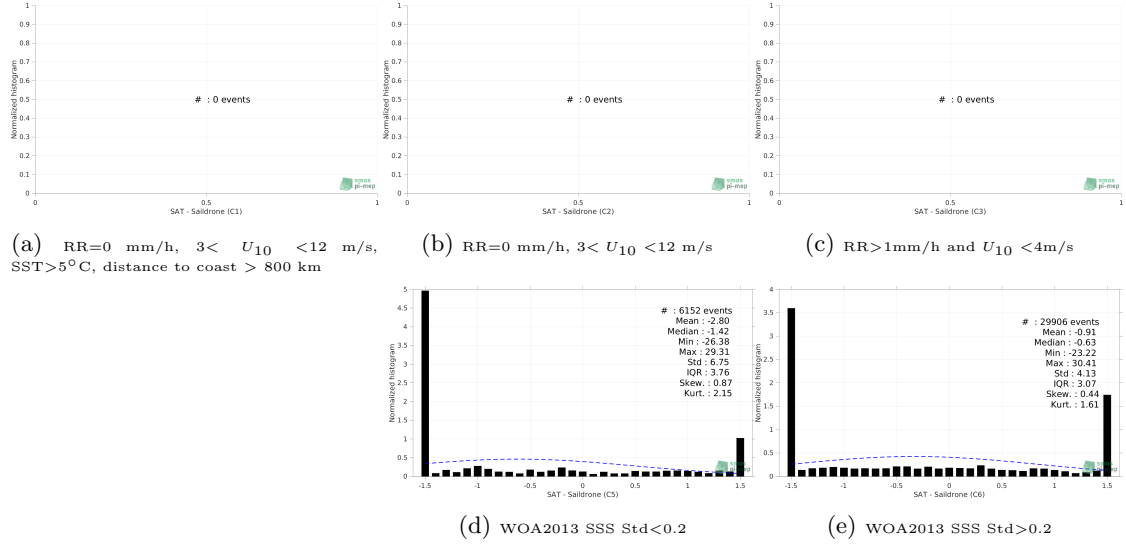 1
0.9
0.8
0.7
0.6
0.5
0.4
0.3
0.2
0.1
0
Normalized histogram
# : 0 events
smos
pi-mep
0 0.5 1
SAT - Saildrone (C1)
(a) RR=0 mm/h, 3< U10 <12 m/s,
SST>5°C, distance to coast > 800 km
1
0.9
0.8
0.7
0.6
0.5
0.4
0.3
0.2
0.1
0
Normalized histogram
# : 0 events
smos
pi-mep
0 0.5 1
SAT - Saildrone (C2)
(b) RR=0 mm/h, 3< U10 <12 m/s
1
0.9
0.8
0.7
0.6
0.5
0.4
0.3
0.2
0.1
0
Normalized histogram
# : 0 events
smos
pi-mep
0 0.5 1
SAT - Saildrone (C3)
(c) RR>1mm/h and U10 <4m/s
5
4.5
4
3.5
3
2.5
2
1.5
1
0.5
0
Normalized histogram
# : 6152 events
Mean : -2.80
Median : -1.42
Min : -26.38
Max : 29.31
Std : 6.75
IQR : 3.76
Skew. : 0.87
Kurt. : 2.15
smos
pi-mep
-1.5 -1 -0.5 0 0.5 1 1.5
SAT - Saildrone (C5)
(d) WOA2013 SSS Std<0.2
4
3.5
3
2.5
2
1.5
1
0.5
0
Normalized histogram
# : 29906 events
Mean : -0.91
Median : -0.63
Min : -23.22
Max : 30.41
Std : 4.13
IQR : 3.07
Skew. : 0.44
Kurt. : 1.61
smos
pi-mep
-1.5 -1 -0.5 0 0.5 1 1.5
SAT - Saildrone (C6)
(e) WOA2013 SSS Std>0.2